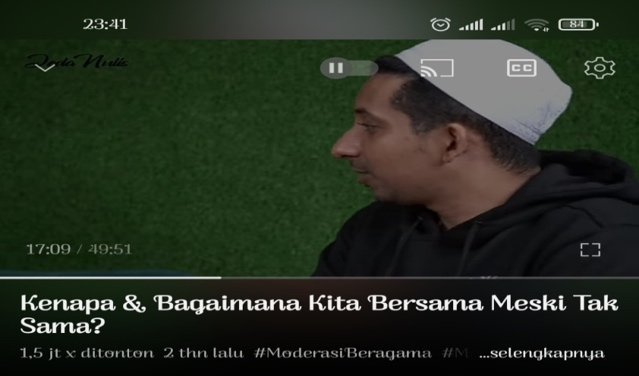 23:41
84
CC
17:09 / 49:51
Kenapa & Bagaimana Kita Bersama Meski Tak
Sama?
1,5 jt x ditonton 2 thn lalu #ModerasiBeragama #M ...selengkapnya